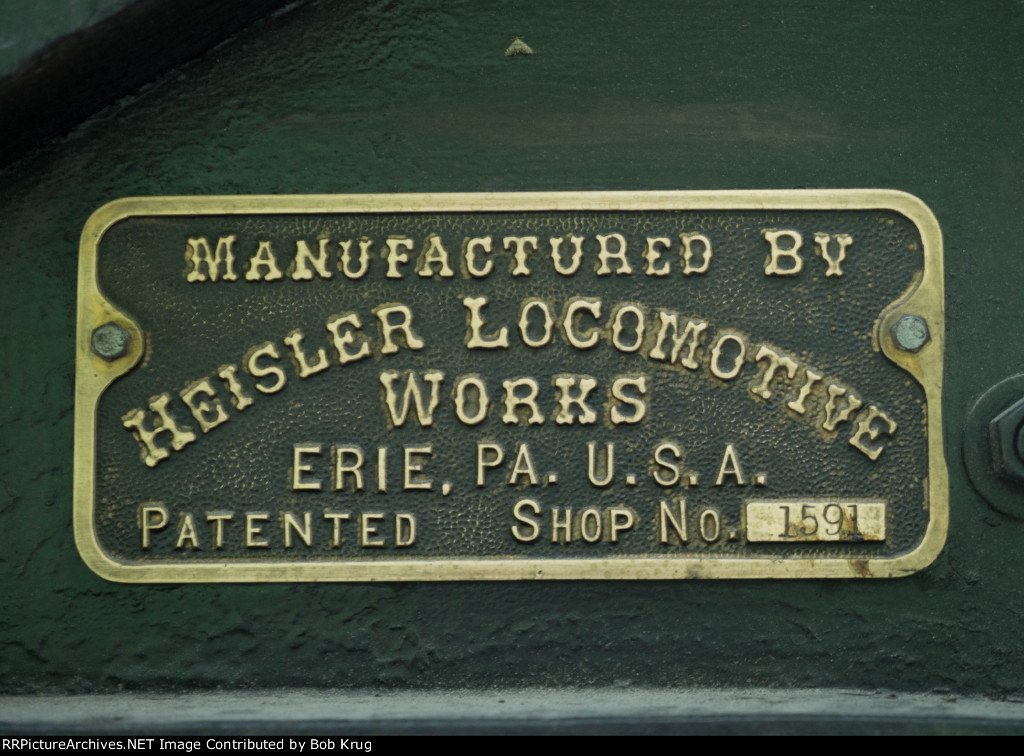 MANUFACTURED BY
HEISLER LOCOMOTIVE
WORKS
ERIE, PA. U.S.A.
PATENTED SHOP NO. 1591
RRPictureArchives.NET Image Contributed by Bob Krug